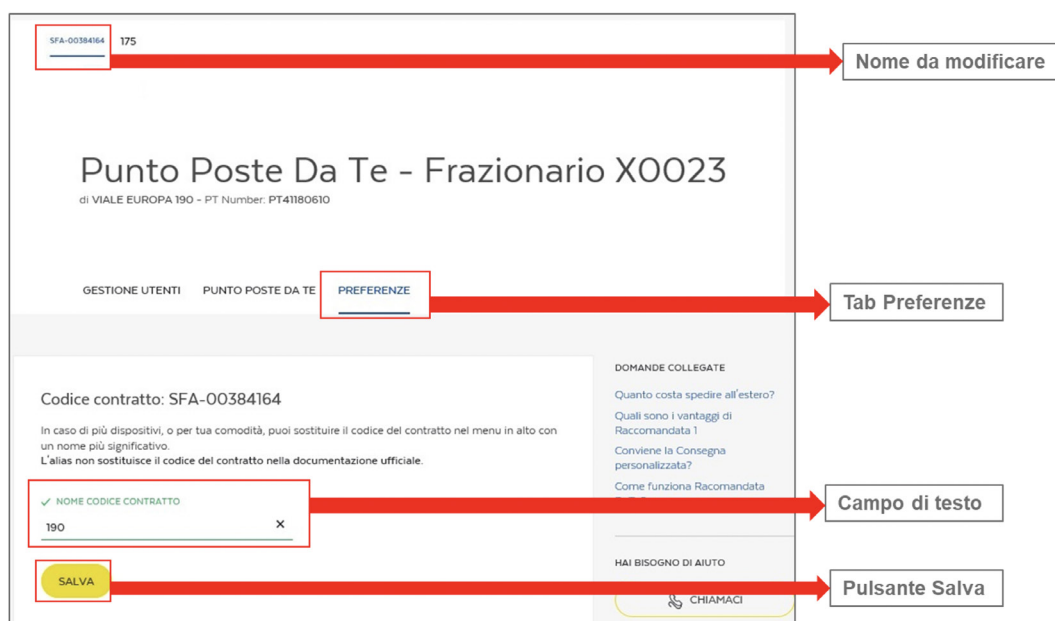 SFA-00384164 175
Nome da modificare
Punto Poste Da Te - Frazionario X0023
di VIALE EUROPA 190 - PT Number: PT41180610
GESTIONE UTENTI PUNTO POSTE DA TE PREFERENZE
Tab Preferenze
Codice contratto: SFA-00384164
In caso di più dispositivi, o per tua comodità, puoi sostituire il codice del contratto nel menu in alto con
un nome più significativo.
L'alias non sostituisce il codice del contratto nella documentazione ufficiale.
NOME CODICE CONTRATTO
190
Campo di testo
SALVA
Pulsante Salva
DOMANDE COLLEGATE
Quanto costa spedire all'estero?
Quali sono i vantaggi di
Raccomandata 1
Conviene la Consegna
personalizzata?
Come funziona Racomandata
HAI BISOGNO DI AIUTO
CHIAMACI